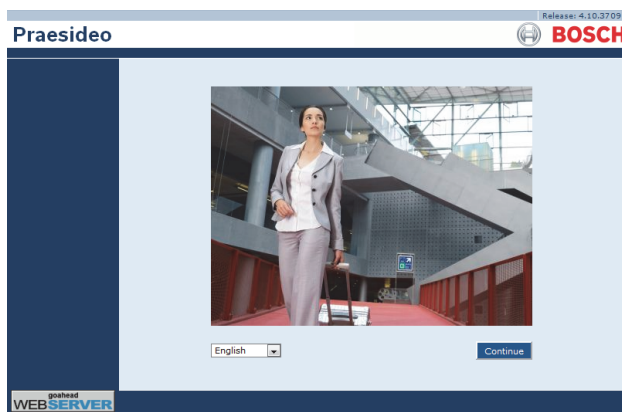 Release: 4.10.3709
Praesideo
BOSCH
English
Continue
goahead
WEBSERVER